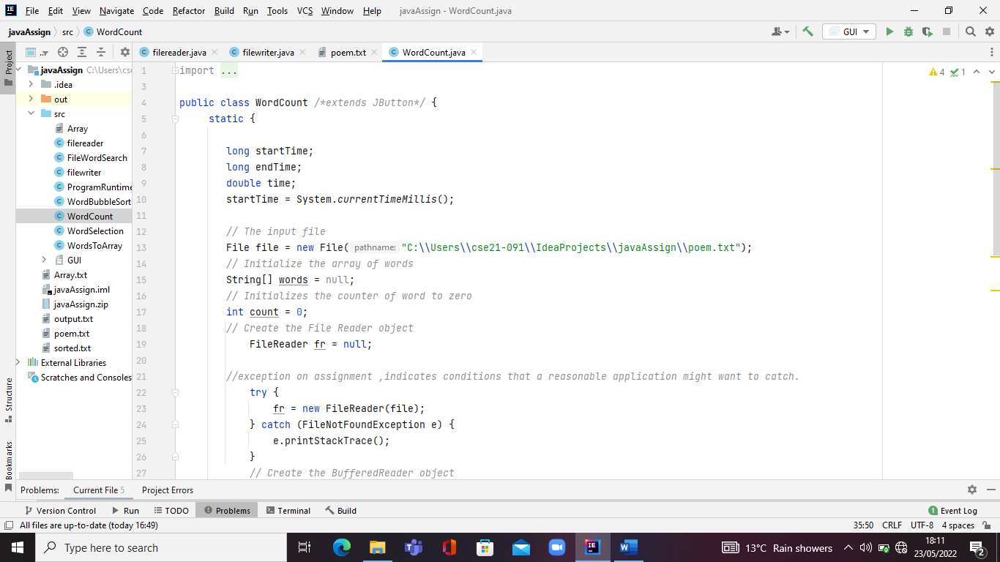 File Edit View Navigate Code Refactor Build Run Tools VCS Window Help javaAssign - WordCount.java
javaAssign src WordCount GUI
filereader.java filewriter.java poem.txt WordCount.java
Project
javaAssign C:\Users\cs
.idea
out
src
Array
filereader
FileWordSearch
filewriter
ProgramRuntime
WordBubbleSort
WordCount
WordSelection
WordsToArray
GUI
Array.txt
javaAssign.iml
javaAssign.zip
output.txt
poem.txt
sorted.txt
External Libraries
Scratches and Consoles
Structure
Bookmarks
4 1
1 import ...
3
4 public class WordCount /*extends JButton*/ {
5 static {
6
7 long startTime;
8 long endTime;
9 double time;
10 startTime = System.currentTimeMillis();
11
12 // The input file
13 File file = new File( pathname: "C:\\Users\\cse21-091\\IdeaProjects\\javaAssign\\poem.txt");
14 // Initialize the array of words
15 String[] words = null;
16 // Initializes the counter of word to zero
17 int count = 0;
18 // Create the File Reader object
19 FileReader fr = null;
20
21 //exception on assignment ,indicates conditions that a reasonable application might want to catch.
22 try {
23 fr = new FileReader(file);
24 } catch (FileNotFoundException e) {
25 e.printStackTrace();
26 }
27 // Create the BufferedReader object
Problems: Current File 5 Project Errors
Version Control Run TODO Problems Terminal Build 1 Event Log
All files are up-to-date (today 16:49) 35:50 CRLF UTF-8 4 spaces
Type here to search 13°C Rain showers 18:11
23/05/2022 2